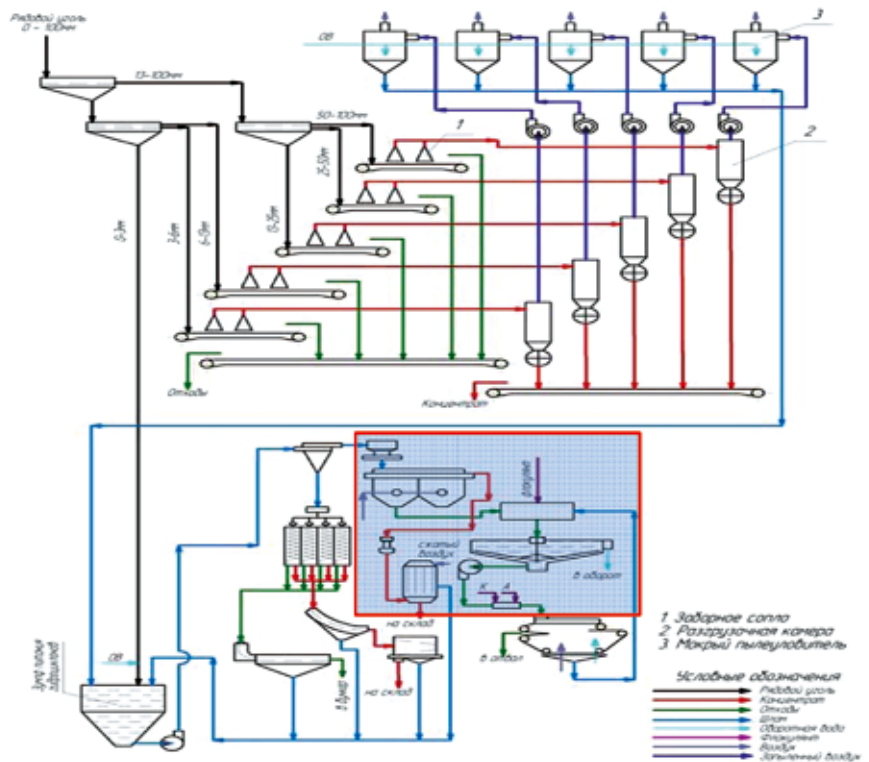 Рядовой уголь
0 - 100мм
13-100мм
50-100мм
25-50мм
13-25мм
0-3мм
3-6мм
6-13мм
ОВ
3
1
2
Отходы
Концентрат
флокулянт
сжатый
воздух
В оборот
К
А
на склад
В отвал
ОВ
на склад
1 Заборное сопло
2 Разгрузочная камера
3 Мокрый пылеуловитель
Условные обозначения
Рядовой уголь
Концентрат
Отходы
Шлам
Оборотная вода
Флокулянт
Воздух
Запыленный воздух